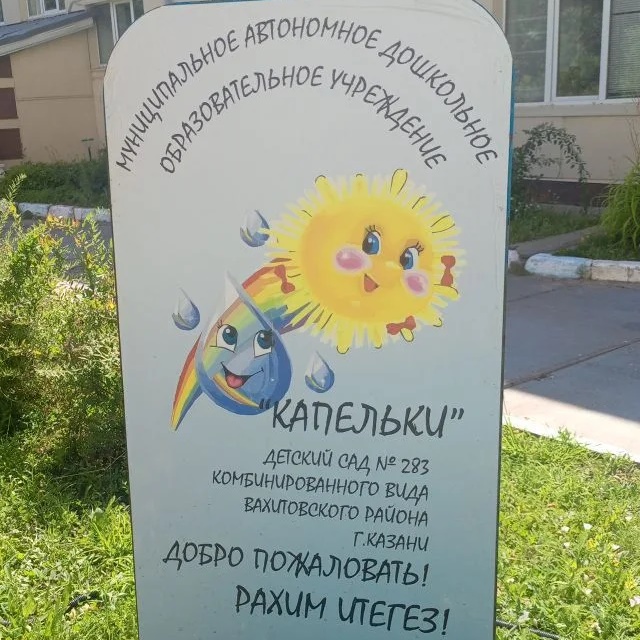 МУНИЦИПАЛЬНОЕ АВТОНОМНОЕ ДОШКОЛЬНОЕ
ОБРАЗОВАТЕЛЬНОЕ УЧРЕЖДЕНИЕ
"КАПЕЛЬКИ"
ДЕТСКИЙ САД № 283
КОМБИНИРОВАННОГО ВИДА
ВАХИТОВСКОГО РАЙОНА
Г.КАЗАНИ
ДОБРО ПОЖАЛОВАТЬ!
РАХИМ ИТЕГЕЗ!